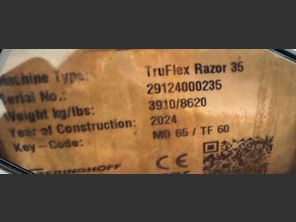 Machine Type: TruFlex Razor 35
Serial No.: 29124000235
Weight kg/lbs: 3910/8620
Year of Construction: 2024
Key-Code: MB 65 / TF 60
CE